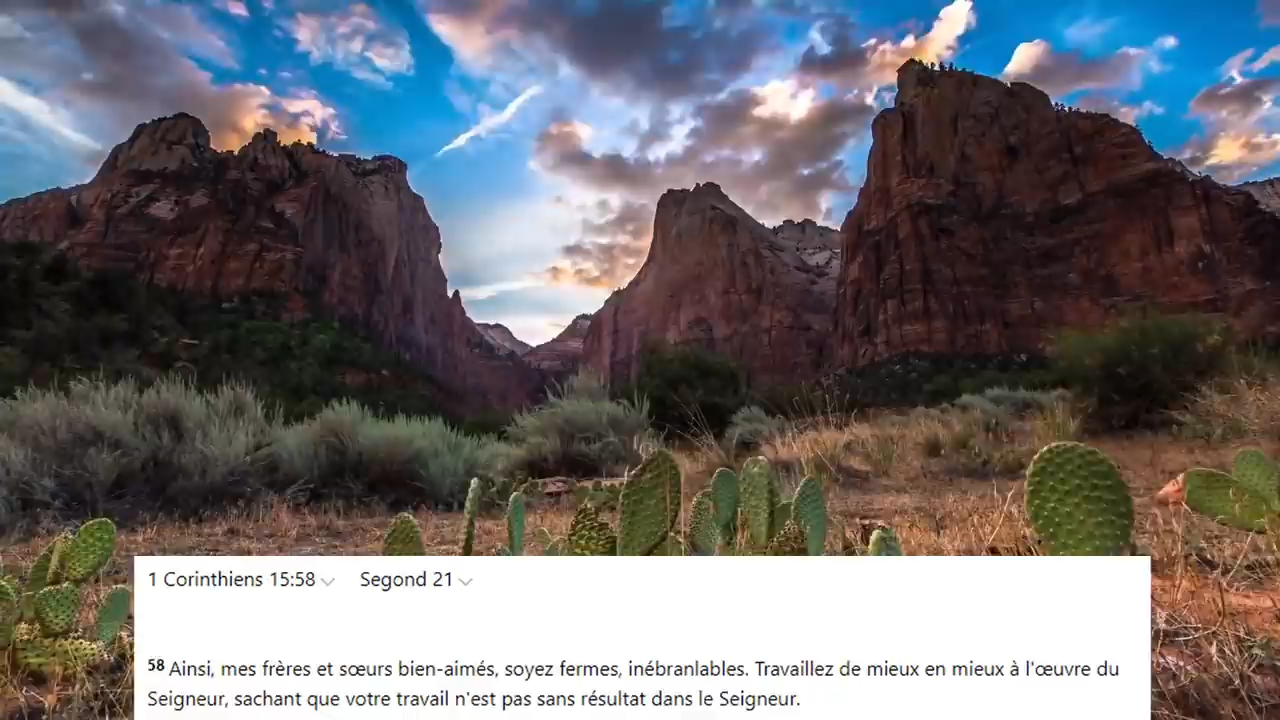 1 Corinthiens 15:58 Segond 21
58 Ainsi, mes frères et sœurs bien-aimés, soyez fermes, inébranlables. Travaillez de mieux en mieux à l'œuvre du
Seigneur, sachant que votre travail n'est pas sans résultat dans le Seigneur.